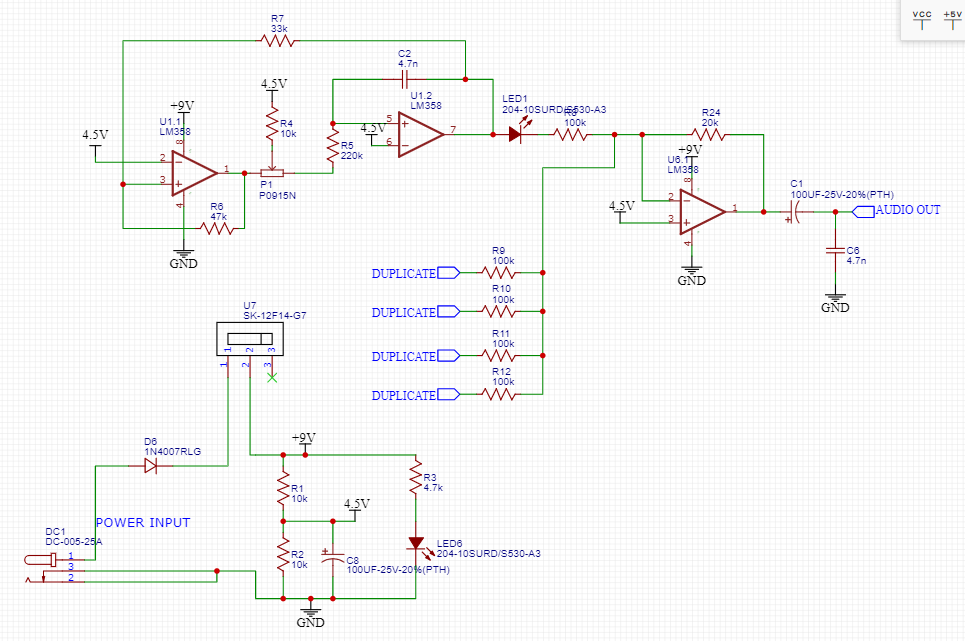 VCC +5V
R7
33k
C2
4.7n
4.5V
+9V
U1.1
LM358
8
4.5V
2
3
1
4
R4
10k
P1
P0915N
R6
47k
GND
4.5V
R5
220k
U1.2
LM358
5
6
7
LED1
204-10SURD/S530-A3
100k
R24
20k
+9V
U6.1
LM358
8
4.5V
2
3
1
4
GND
C1
100UF-25V-20%(PTH)
+
AUDIO OUT
C6
4.7n
GND
R9
100k
DUPLICATE
R10
100k
DUPLICATE
R11
100k
DUPLICATE
R12
100k
DUPLICATE
U7
SK-12F14-G7
1 2 3
1 2 3
D6
1N4007RLG
+9V
R1
10k
R3
4.7k
4.5V
POWER INPUT
DC1
DC-005-25A
1
3
2
R2
10k
+
C8
100UF-25V-20%(PTH)
LED6
204-10SURD/S530-A3
GND